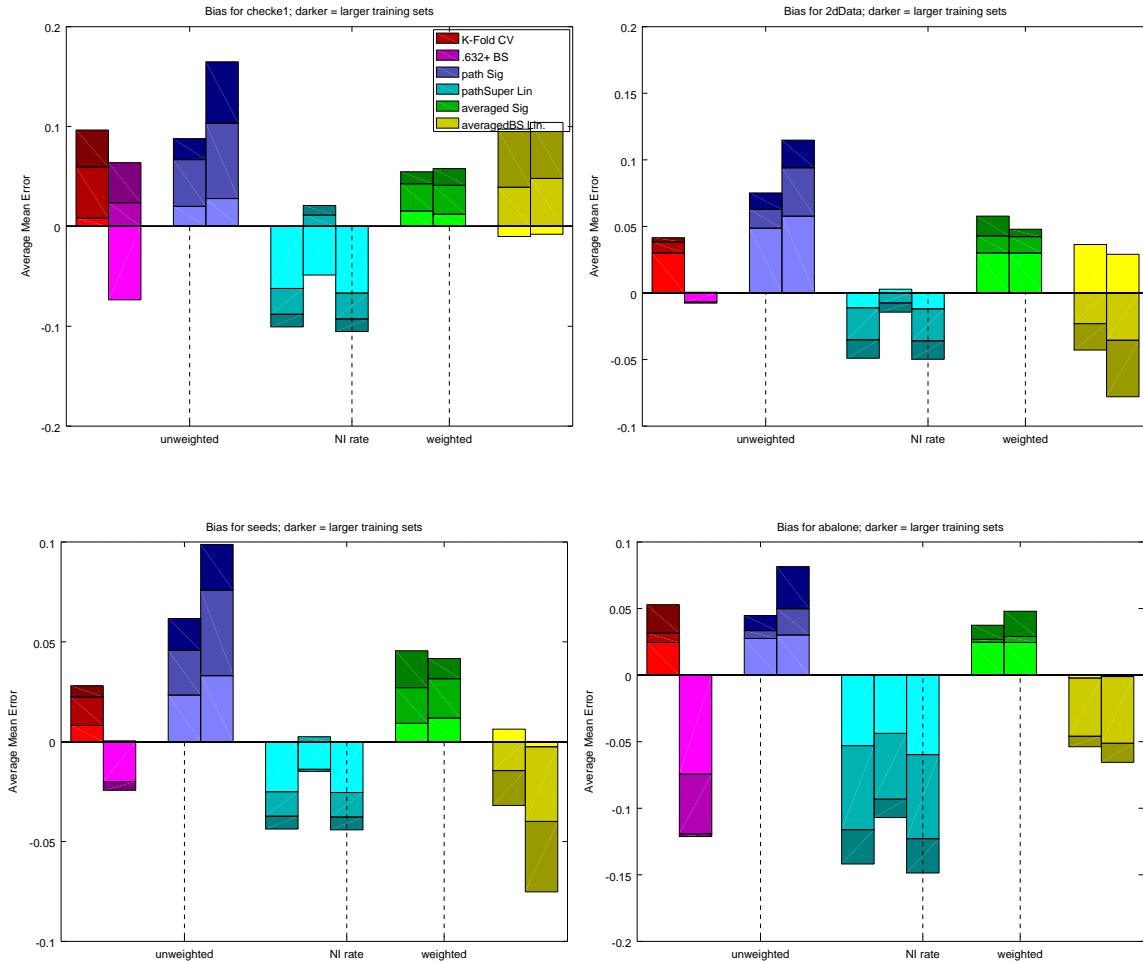 Bias for checke1; darker = larger training sets
0.2
0.1
0
-0.1
-0.2
Average Mean Error
K-Fold CV
.632+ BS
path Sig
pathSuper Lin
averaged Sig
averagedBS Lin.
unweighted
NI rate
weighted
Bias for 2dData; darker = larger training sets
0.2
0.15
0.1
0.05
0
-0.05
-0.1
Average Mean Error
unweighted
NI rate
weighted
Bias for seeds; darker = larger training sets
0.1
0.05
0
-0.05
-0.1
Average Mean Error
unweighted
NI rate
weighted
Bias for abalone; darker = larger training sets
0.1
0.05
0
-0.05
-0.1
-0.15
-0.2
Average Mean Error
unweighted
NI rate
weighted